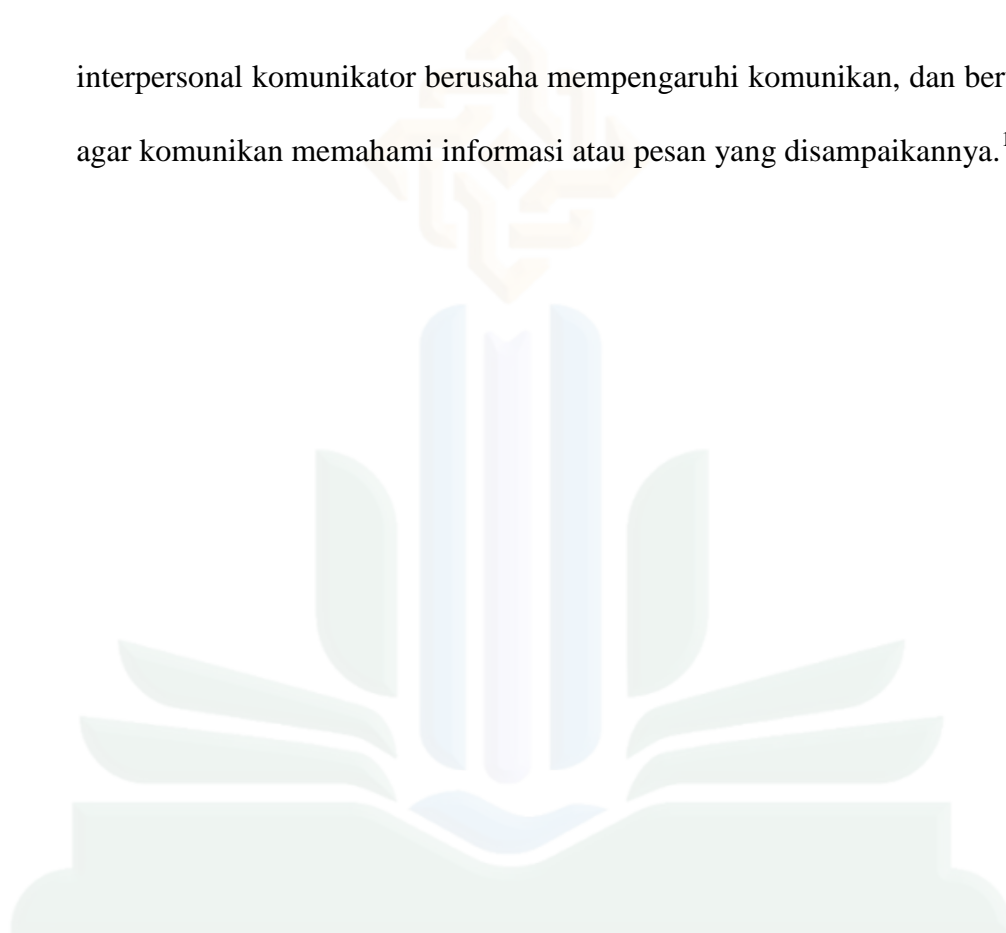 interpersonal komunikator berusaha mempengaruhi komunikan, dan ber
agar komunikan memahami informasi atau pesan yang disampaikannya.